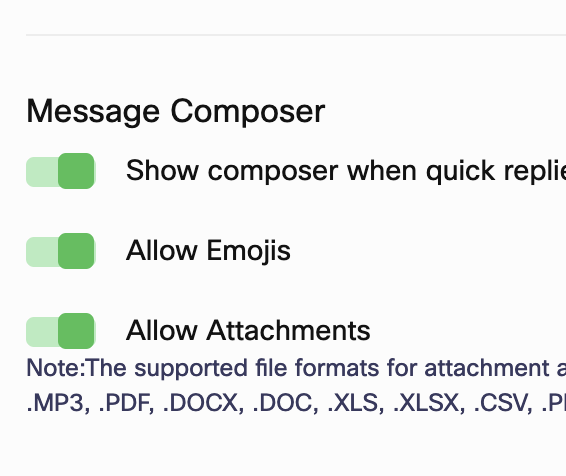 Message Composer
Show composer when quick
Allow Emojis
Allow Attachments
Note:The supported file formats for attachment
.MP3, .PDF, .DOCX, .DOC, .XLS, .XLSX, .CSV,